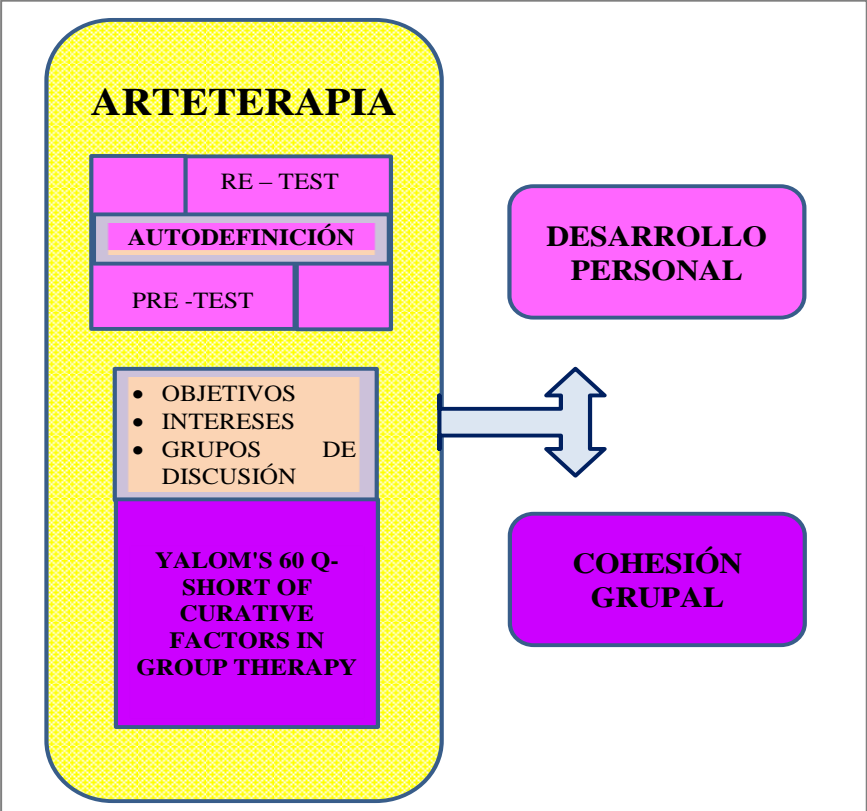 ARTETERAPIA
RE – TEST
AUTODEFINICIÓN
PRE -TEST
• OBJETIVOS
• INTERESES
• GRUPOS DE
DISCUSIÓN
YALOM'S 60 Q-
SHORT OF
CURATIVE
FACTORS IN
GROUP THERAPY
DESARROLLO
PERSONAL
COHESIÓN
GRUPAL